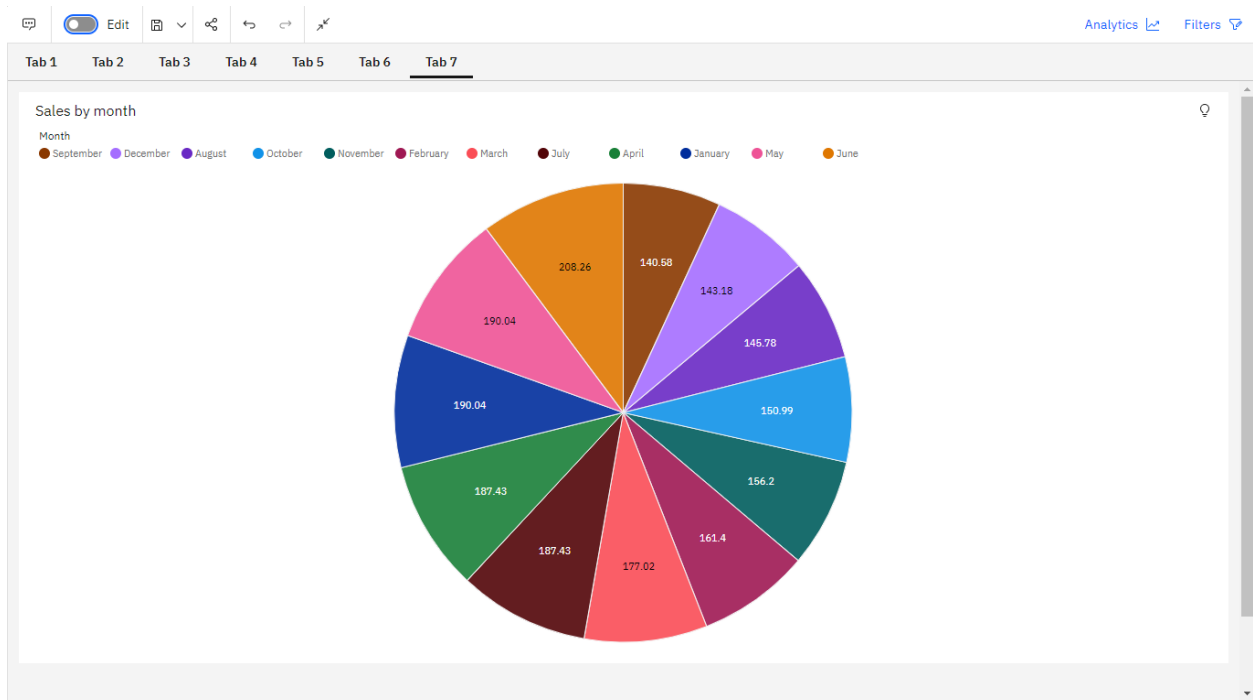 Edit
Analytics
Filters
Tab 1 Tab 2 Tab 3 Tab 4 Tab 5 Tab 6 Tab 7
Sales by month
Month
September December August October November February March July April January May June
208.26
140.58
143.18
190.04
145.78
190.04
150.99
187.43
156.2
187.43
161.4
177.02